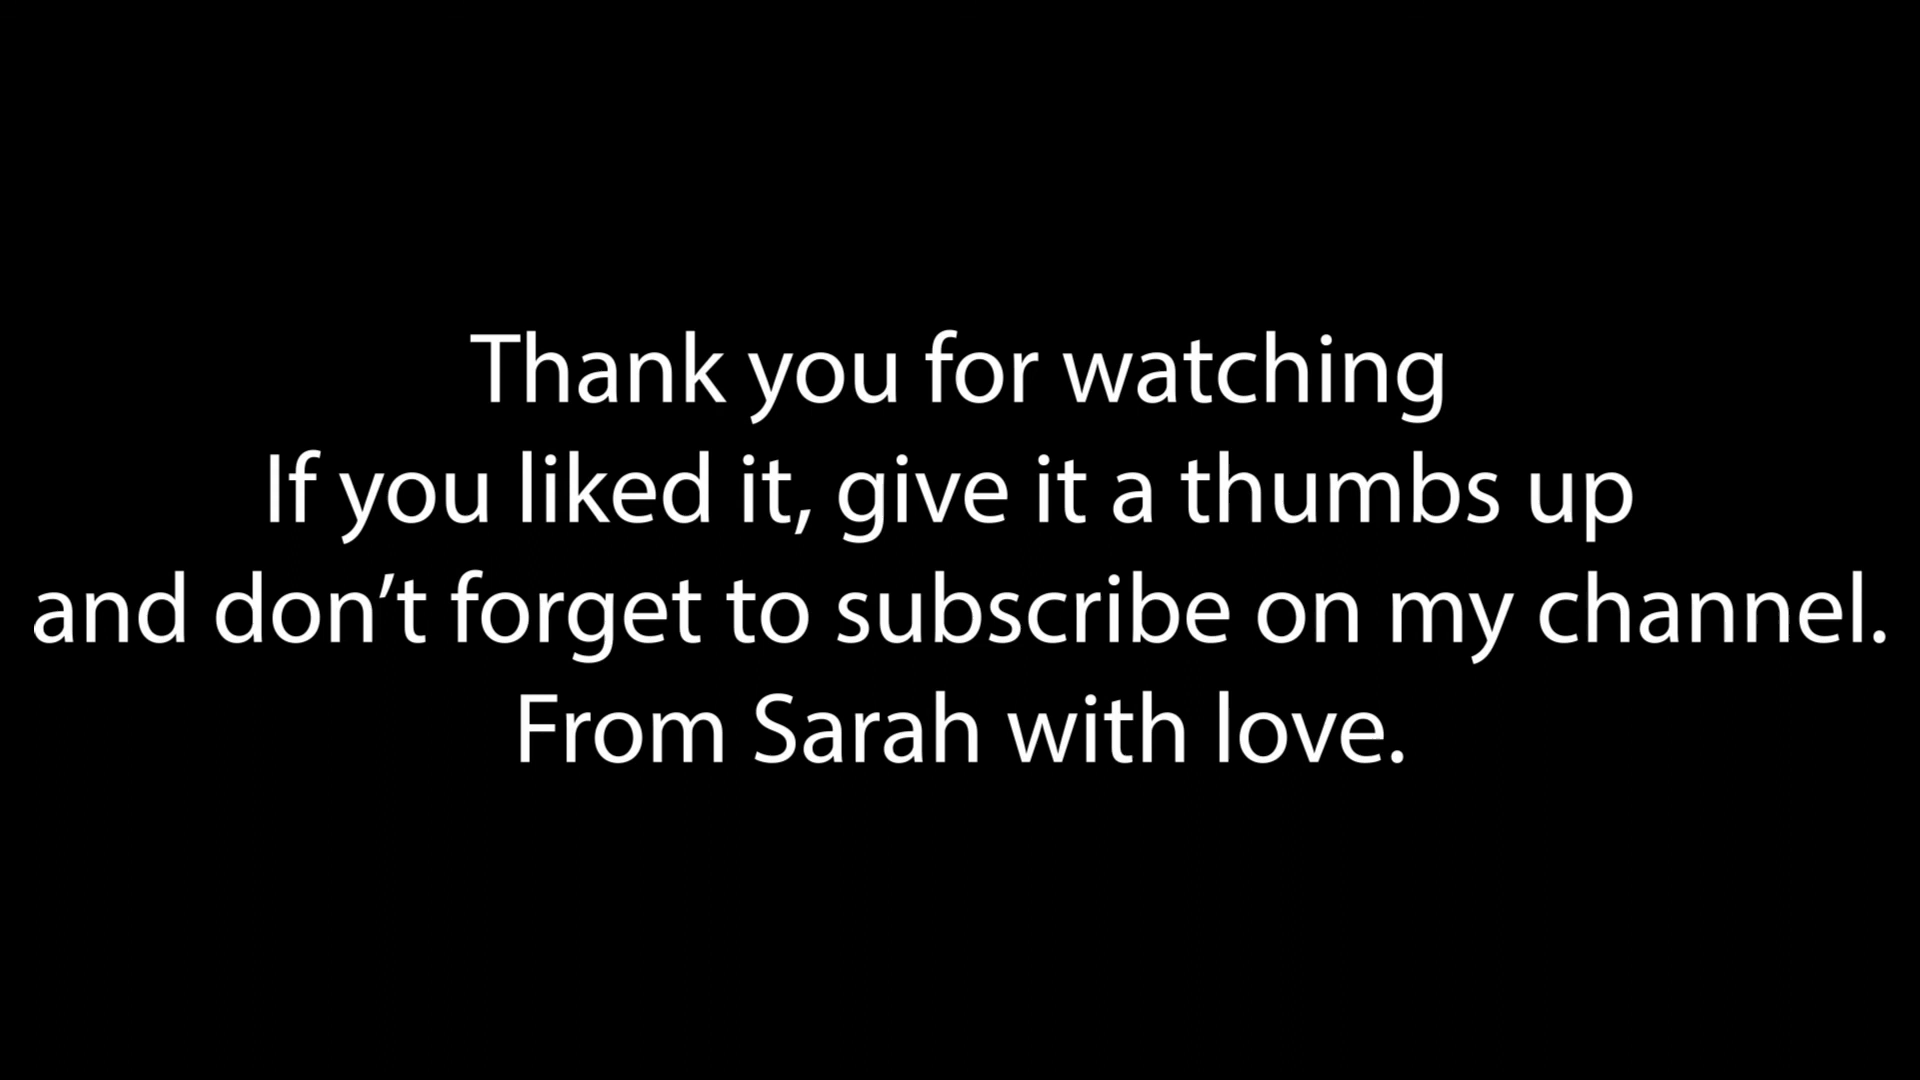 Thank you for watching
If you liked it, give it a thumbs up
and don’t forget to subscribe on my channel.
From Sarah with love.